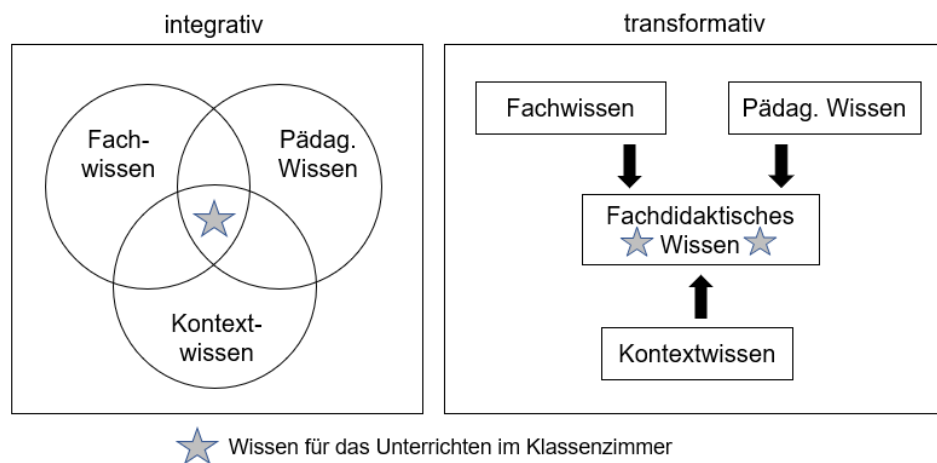 integrativ
Fach-
wissen
Pädag.
Wissen
Kontext-
wissen
transformativ
Fachwissen
Pädag. Wissen
Fachdidaktisches
Wissen
Kontextwissen
Wissen für das Unterrichten im Klassenzimmer